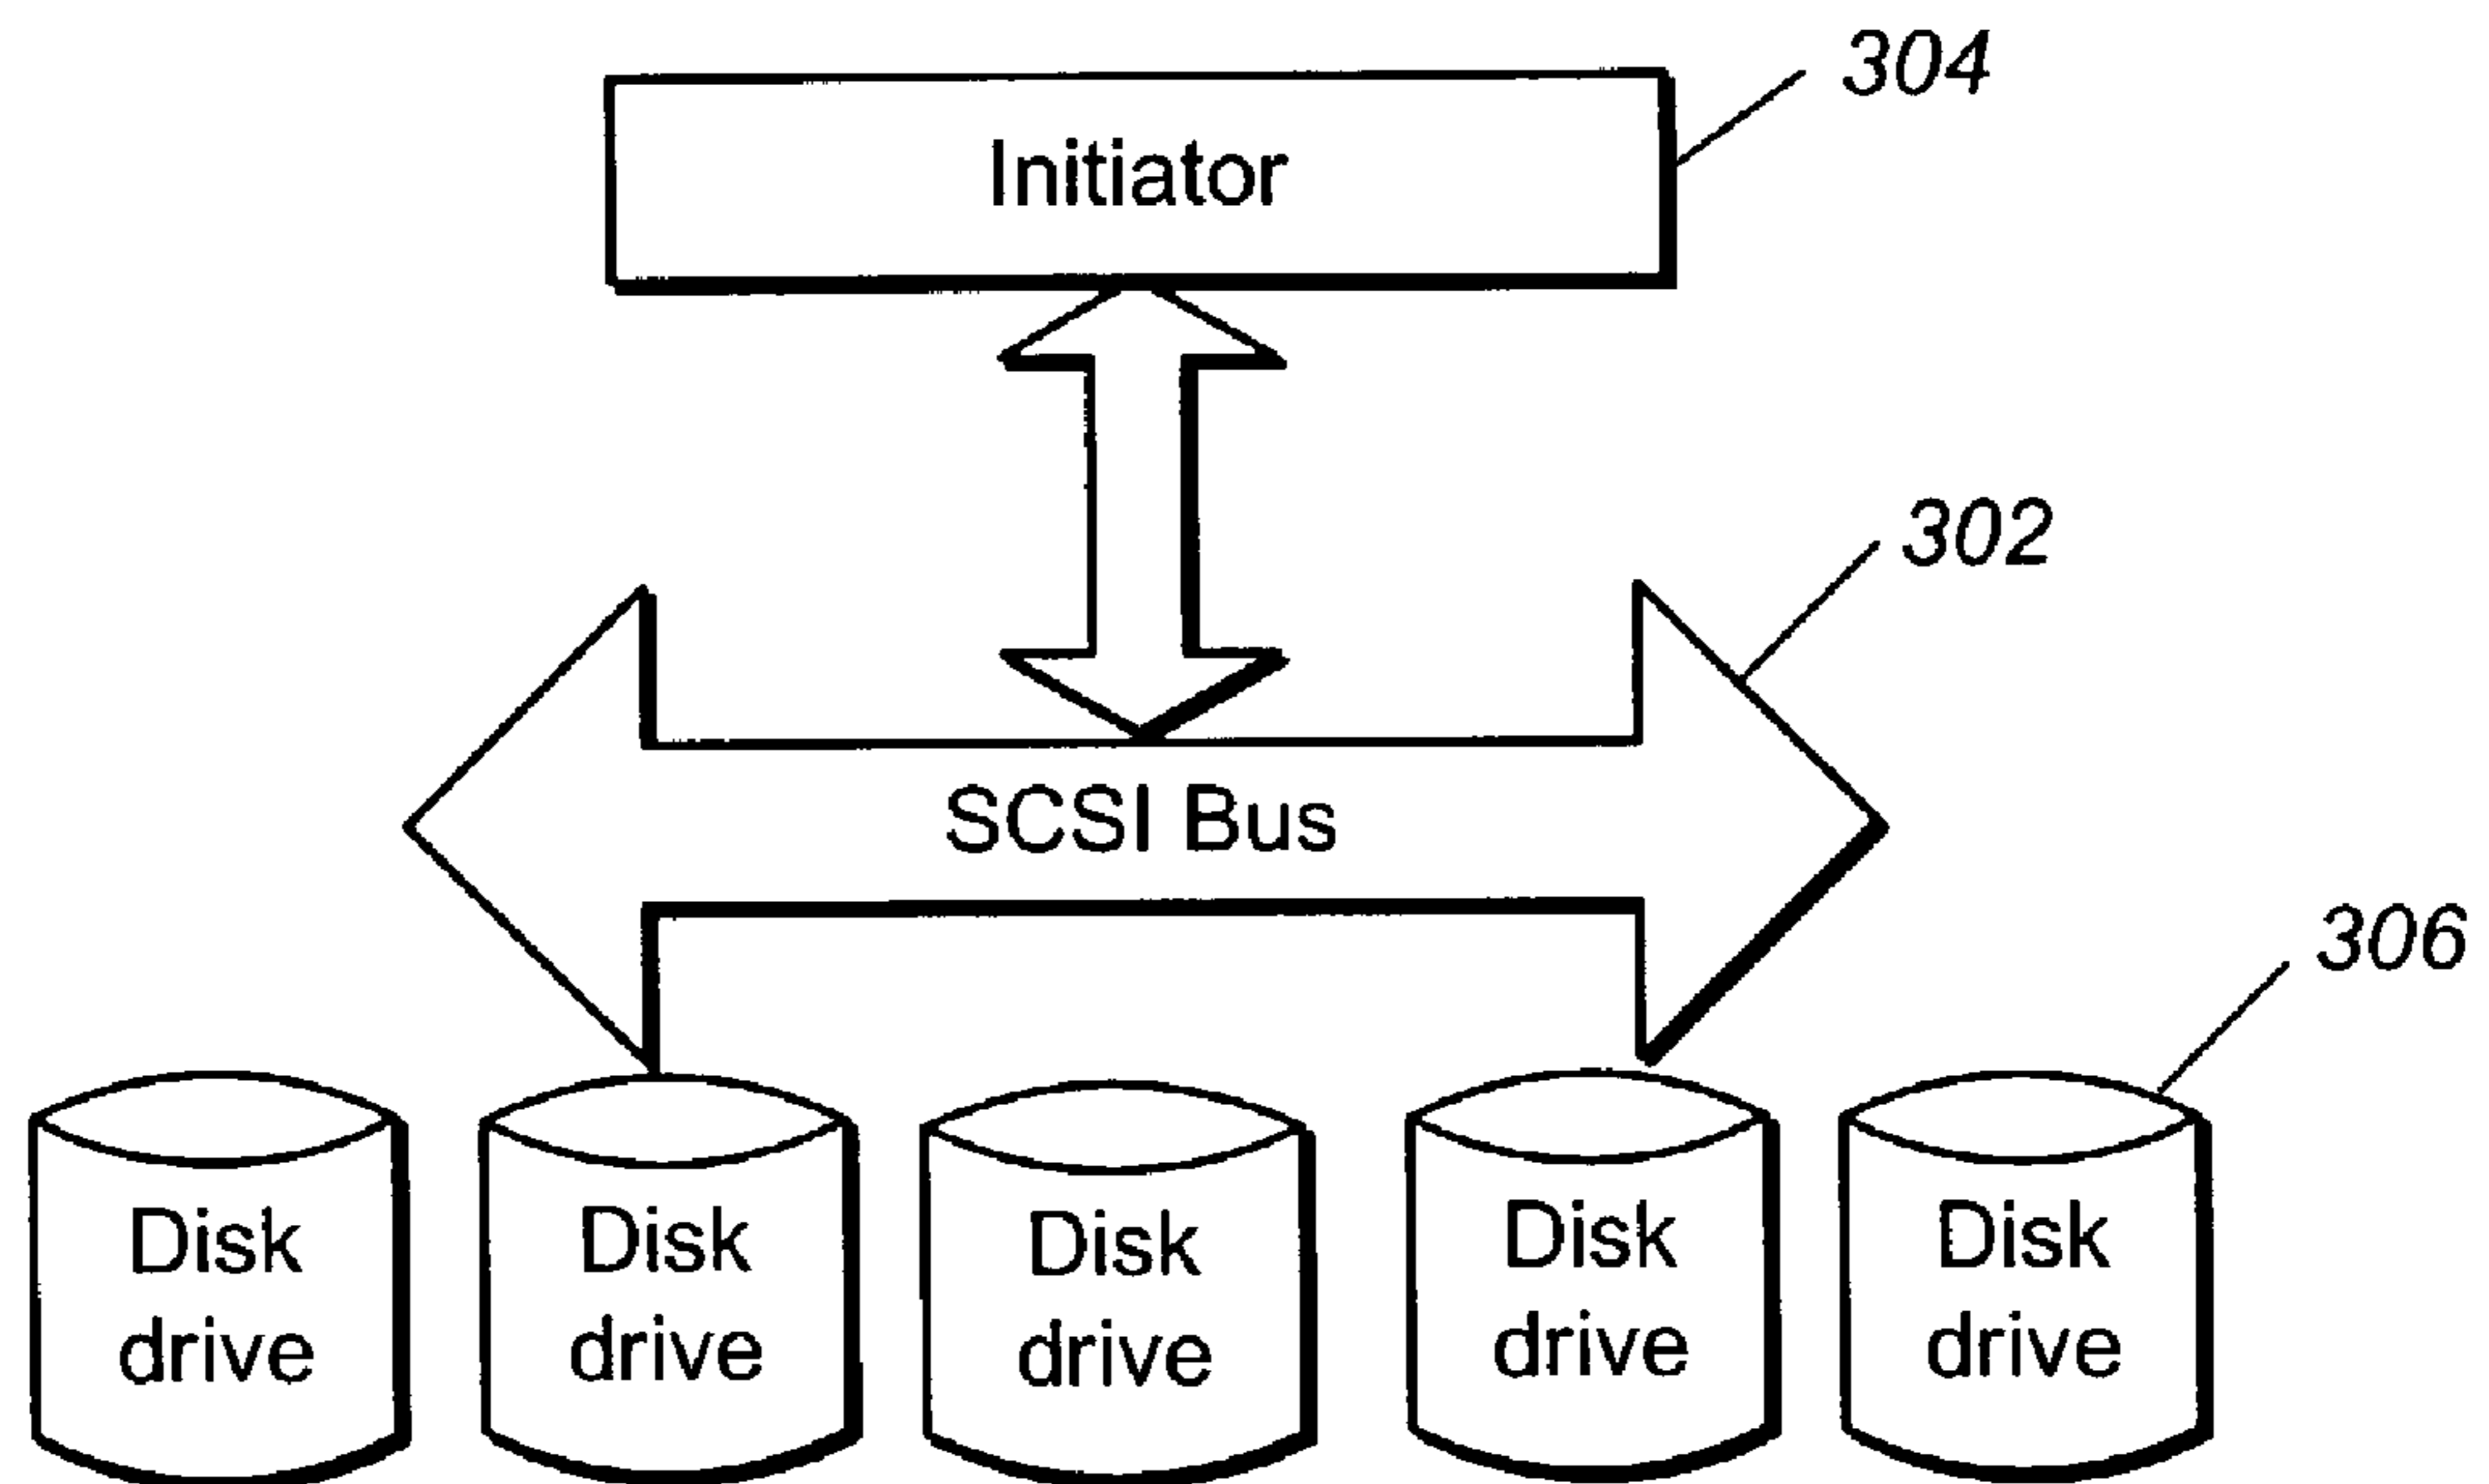 304
Initiator
302
SCSI Bus
306
Disk Disk Disk Disk Disk
drive drive drive drive drive